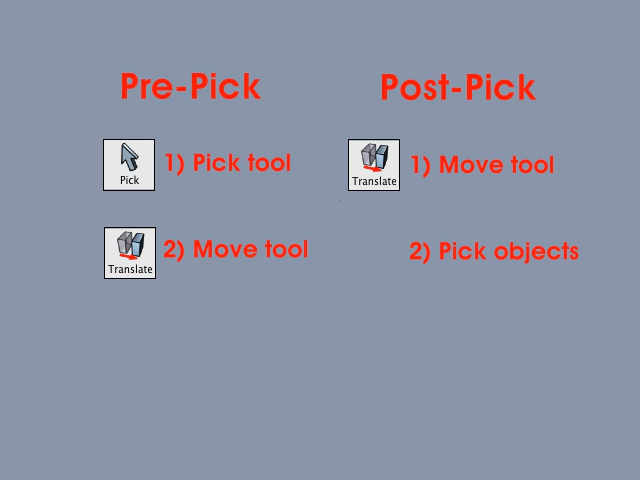 Pre-Pick
Pick
1) Pick tool
Translate
2) Move tool
Post-Pick
Translate
1) Move tool
2) Pick objects